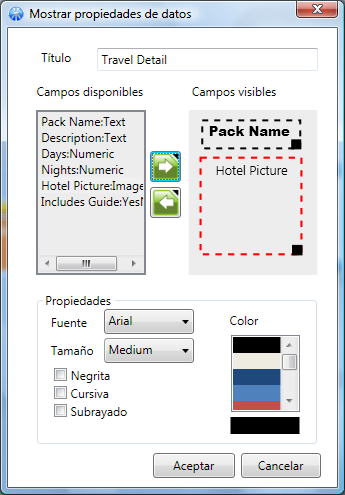 Mostrar propiedades de datos
Título
Travel Detail
Campos disponibles
Campos visibles
Pack Name:Text
Description:Text
Days:Numeric
Nights:Numeric
Hotel Picture:Image
Includes Guide:YesN
Pack Name
Hotel Picture
Propiedades
Fuente
Arial
Color
Tamaño
Medium
Negrita
Cursiva
Subrayado
Aceptar
Cancelar